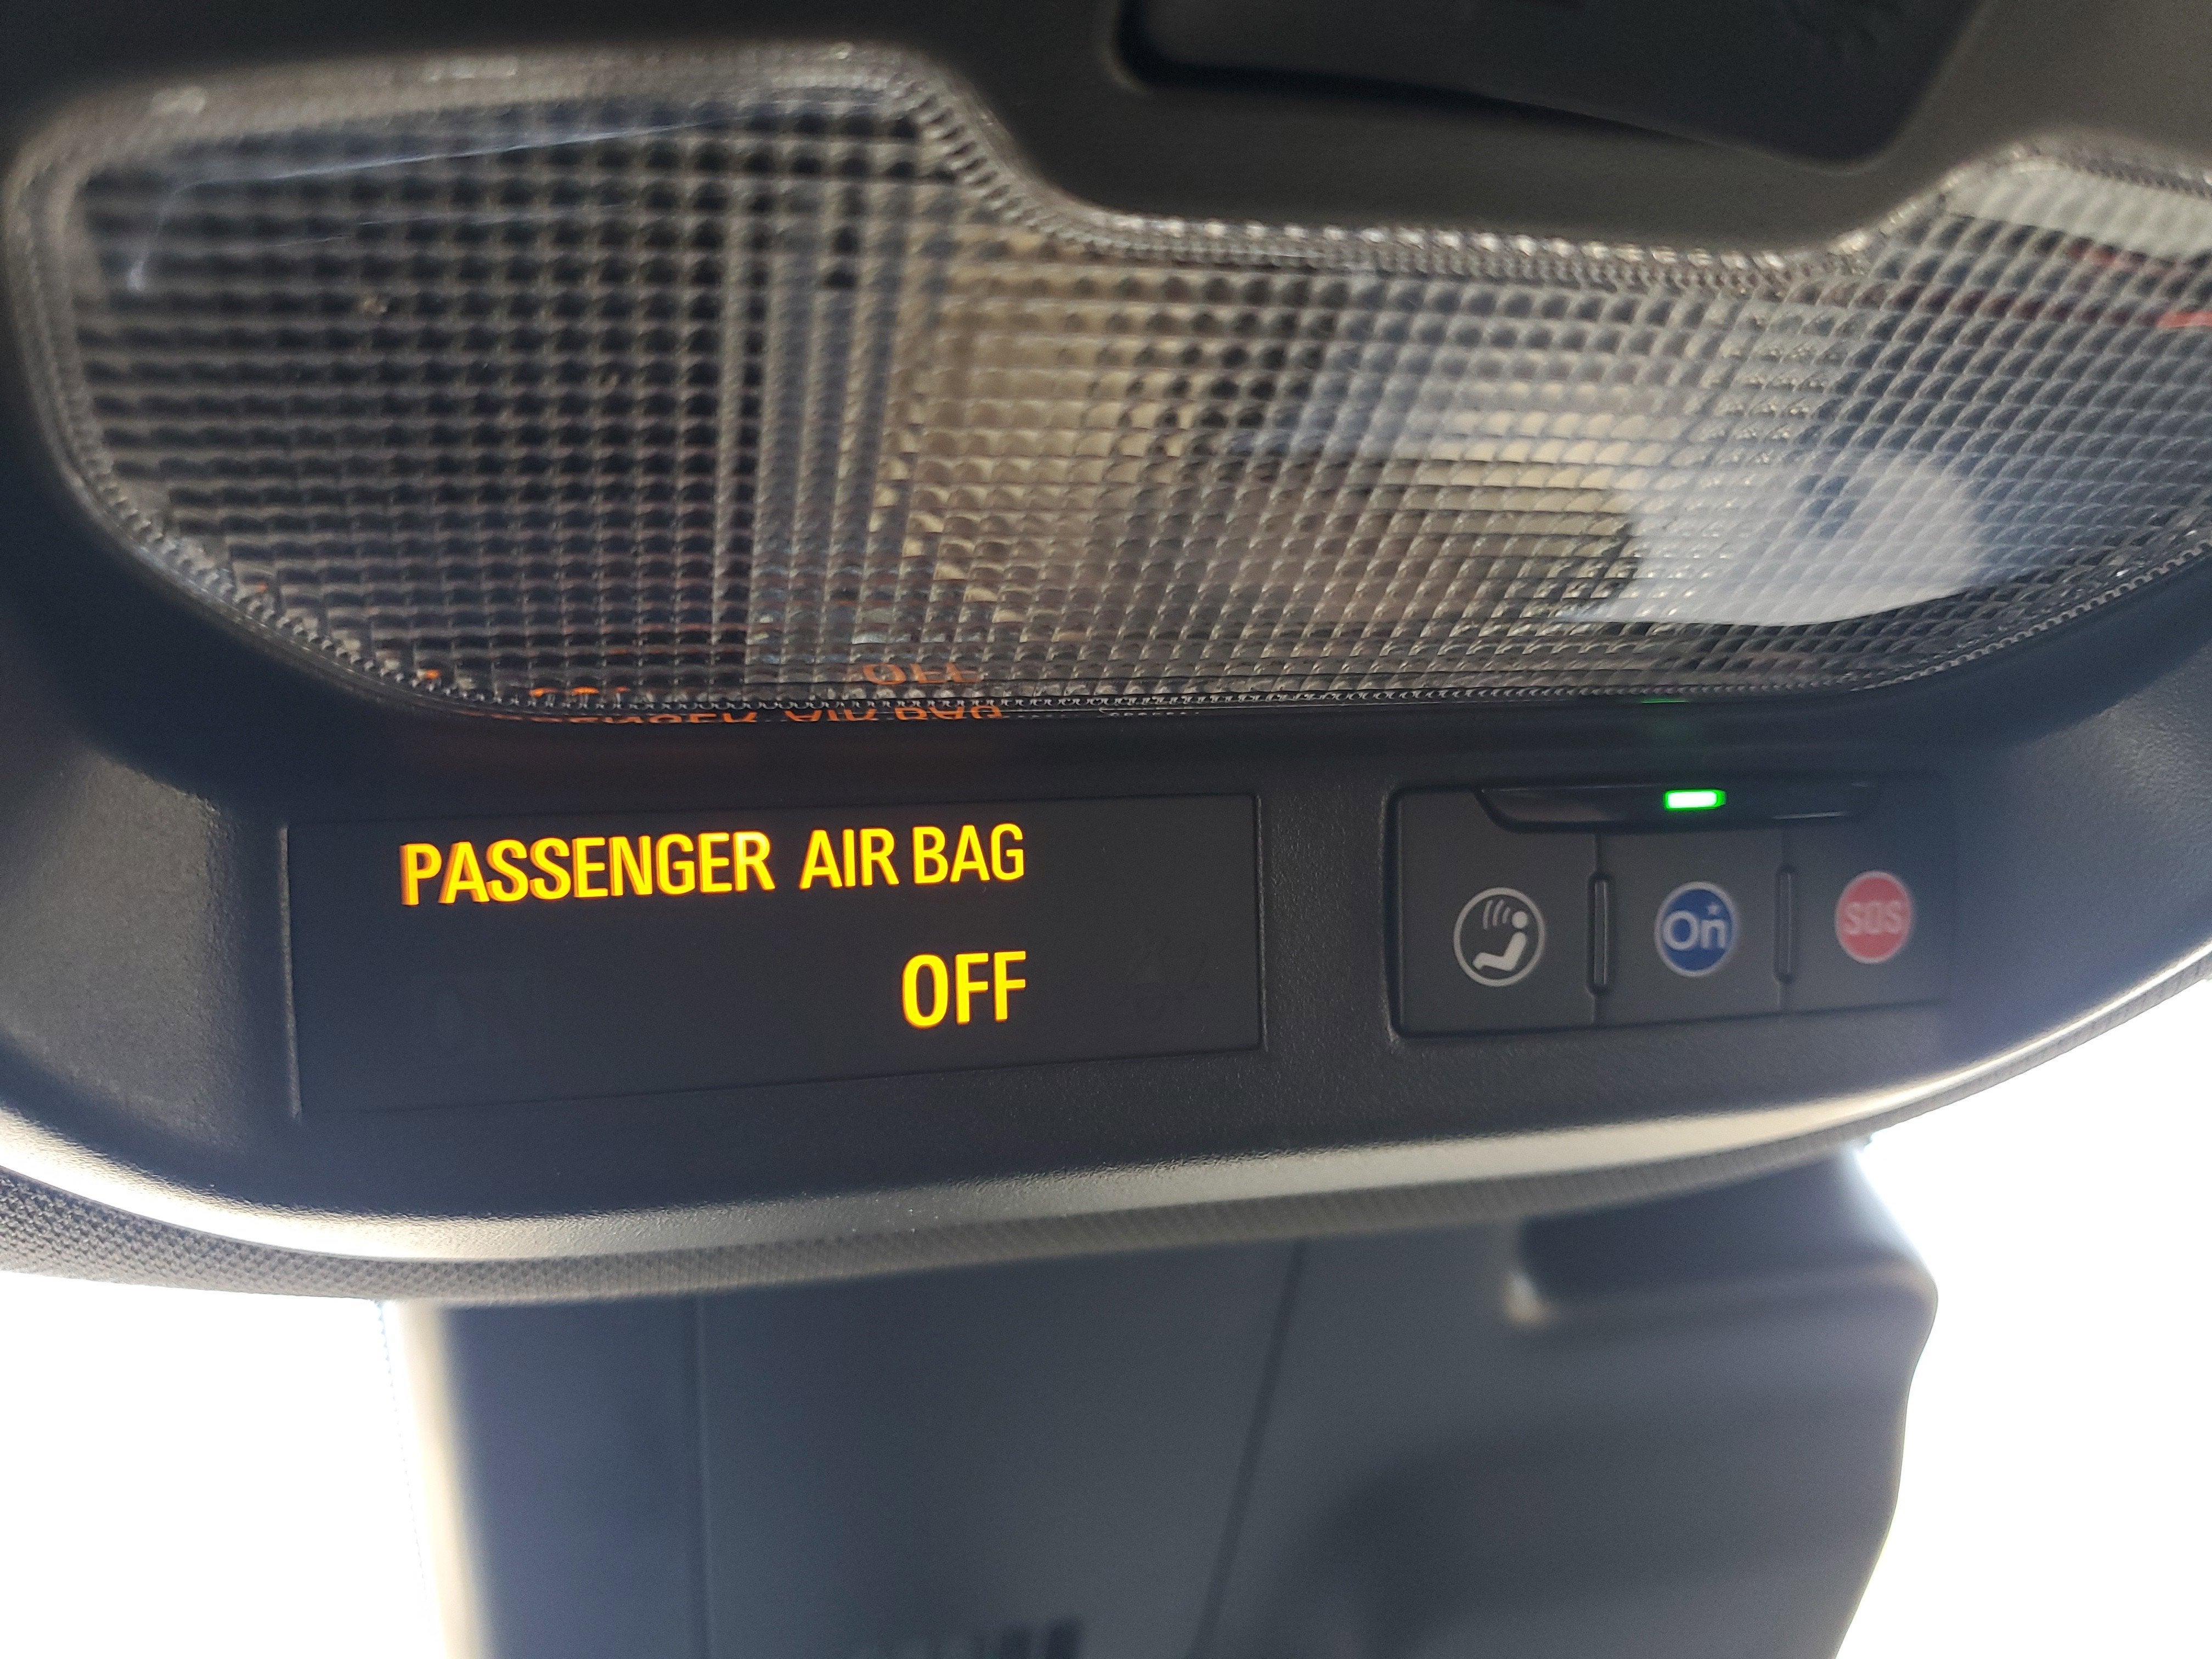 PASSENGER AIR BAG
OFF
On
SOS